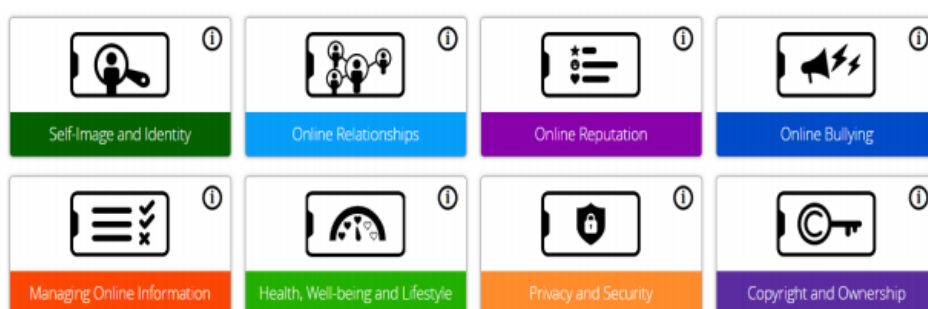 Self-Image and Identity
Online Relationships
Online Reputation
Online Bullying
Managing Online Information
Health, Well-being and Lifestyle
Privacy and Security
Copyright and Ownership